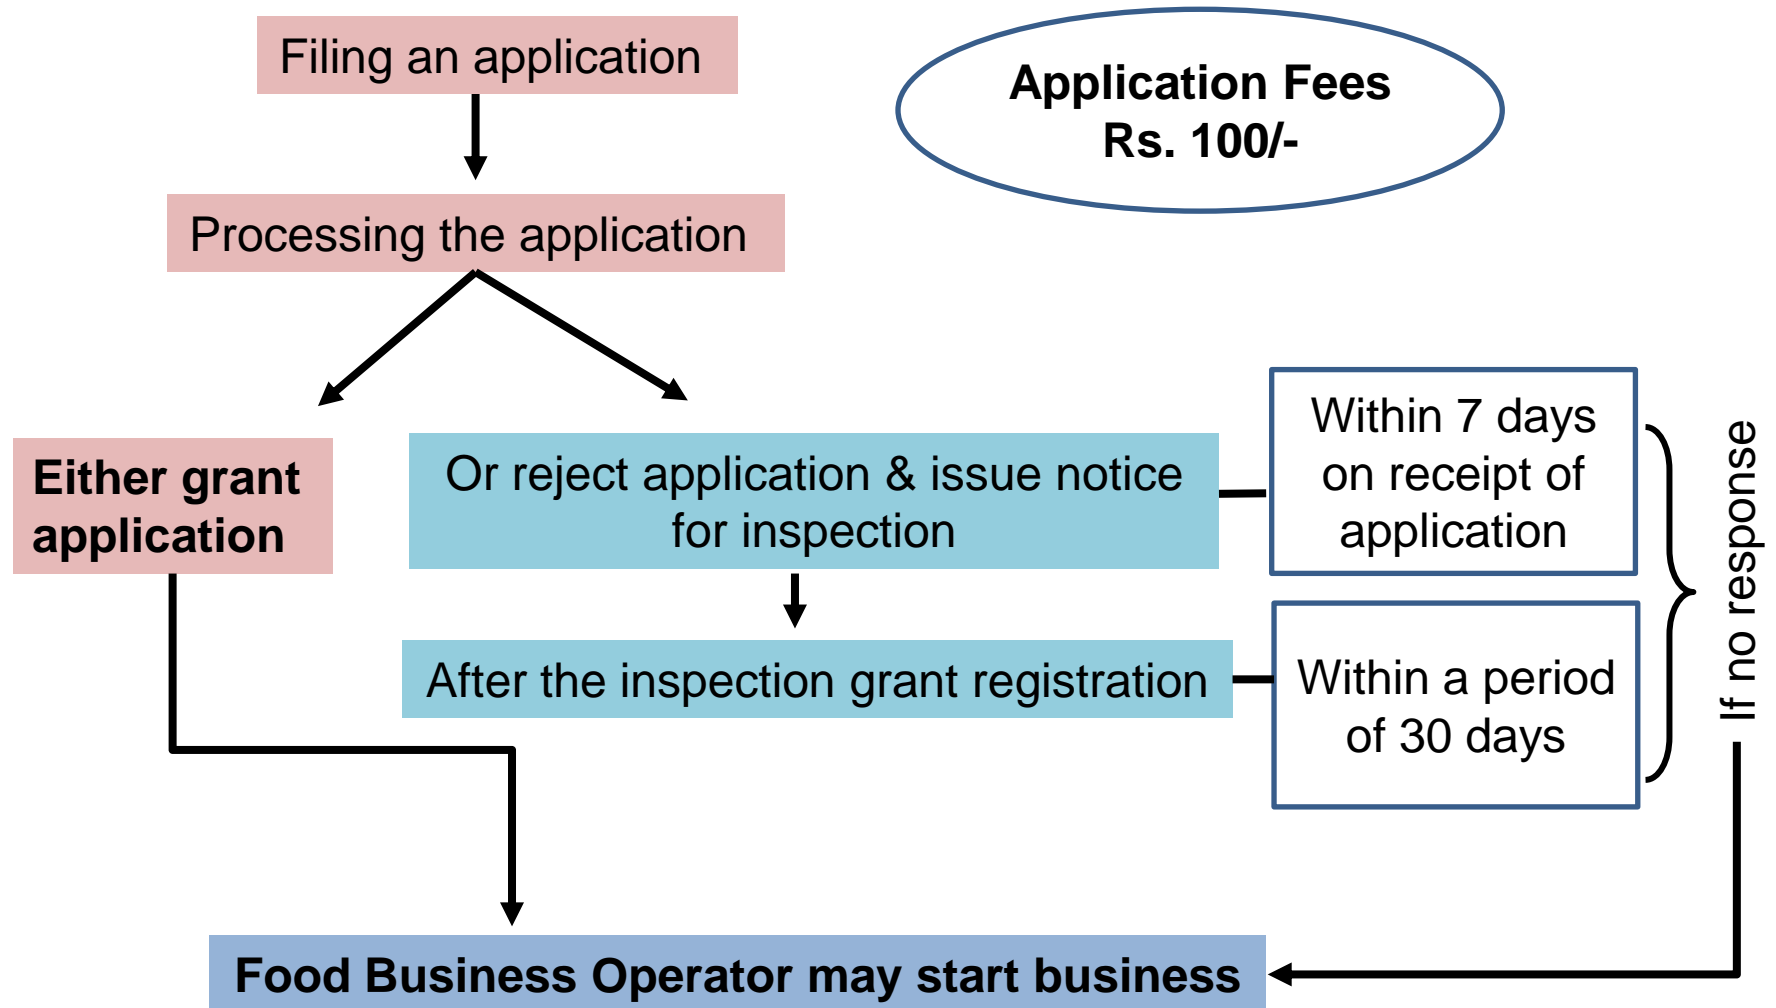 Filing an application
Application Fees
Rs. 100/-
Processing the application
Either grant
application
Or reject application & issue notice
for inspection
Within 7 days
on receipt of
application
After the inspection grant registration
Within a period
of 30 days
If no response
Food Business Operator may start business